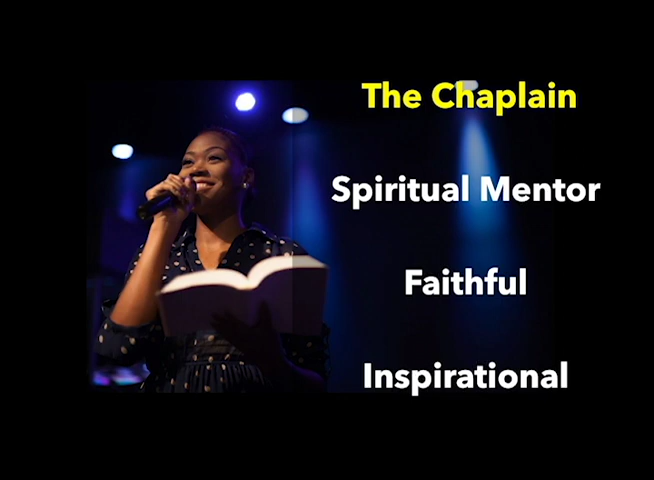 The Chaplain
Spiritual Mentor
Faithful
Inspirational